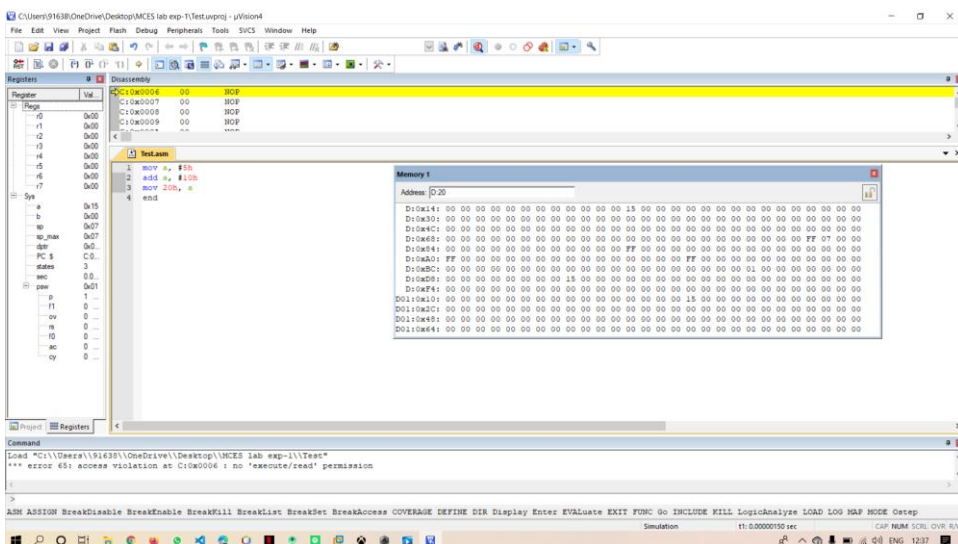 C:\Users\91638\OneDrive\Desktop\MCES lab exp-1\Test.uvproj - µVision4
File Edit View Project Flash Debug Peripherals Tools SVCS Window Help
Registers
Register Val...
Regs
r0 0x00
r1 0x00
r2 0x00
r3 0x00
r4 0x00
r5 0x00
r6 0x00
r7 0x00
Sys
a 0x15
b 0x00
sp 0x07
sp_max 0x07
dptr 0x0...
PC $ C:0...
states 3
sec 0.0...
psw 0x01
p 1 ...
f1 0 ...
ov 0 ...
rs 0 ...
f0 0 ...
ac 0 ...
cy 0 ...
Project Registers
Disassembly
C:0x0006 00 NOP
C:0x0007 00 NOP
C:0x0008 00 NOP
C:0x0009 00 NOP
Test.asm
1 mov a, #5h
2 add a, #10h
3 mov 20h, a
4 end
Memory 1
Address: D:20
D:0x14: 00 00 00 00 00 00 00 00 00 00 00 00 15 00 00 00 00 00 00 00 00 00 00 00 00 00 00 00
D:0x30: 00 00 00 00 00 00 00 00 00 00 00 00 00 00 00 00 00 00 00 00 00 00 00 00 00 00 00 00
D:0x4C: 00 00 00 00 00 00 00 00 00 00 00 00 00 00 00 00 00 00 00 00 00 00 00 00 00 00 00 00
D:0x68: 00 00 00 00 00 00 00 00 00 00 00 00 00 00 00 00 00 00 00 00 00 00 00 00 FF 07 00 00
D:0x84: 00 00 00 00 00 00 00 00 00 00 00 00 FF 00 00 00 00 00 00 00 00 00 00 00 00 00 00 00
D:0xA0: FF 00 00 00 00 00 00 00 00 00 00 00 00 00 00 00 FF 00 00 00 00 00 00 00 00 00 00 00
D:0xBC: 00 00 00 00 00 00 00 00 00 00 00 00 00 00 00 00 00 00 00 00 01 00 00 00 00 00 00 00
D:0xD8: 00 00 00 00 00 00 00 00 15 00 00 00 00 00 00 00 00 00 00 00 00 00 00 00 00 00 00 00
D:0xF4: 00 00 00 00 00 00 00 00 00 00 00 00 00 00 00 00 00 00 00 00 00 00 00 00 00 00 00 00
D01:0x10: 00 00 00 00 00 00 00 00 00 00 00 00 00 00 00 00 15 00 00 00 00 00 00 00 00 00 00 00
D01:0x2C: 00 00 00 00 00 00 00 00 00 00 00 00 00 00 00 00 00 00 00 00 00 00 00 00 00 00 00 00
D01:0x48: 00 00 00 00 00 00 00 00 00 00 00 00 00 00 00 00 00 00 00 00 00 00 00 00 00 00 00 00
D01:0x64: 00 00 00 00 00 00 00 00 00 00 00 00 00 00 00 00 00 00 00 00 00 00 00 00 00 00 00 00
Command
Load "C:\\Users\\91638\\OneDrive\\Desktop\\MCES lab exp-1\\Test"
*** error 65: access violation at C:0x0006 : no 'execute/read' permission
>
ASM ASSIGN BreakDisable BreakEnable BreakKill BreakList BreakSet BreakAccess COVERAGE DEFINE DIR Display Enter EVALuate EXIT FUNC Go INCLUDE KILL LogicAnalyze LOAD LOG MAP MODE Ostep
Simulation t1: 0.00000150 sec CAP NUM SCRL OVR R/
ENG 12:37